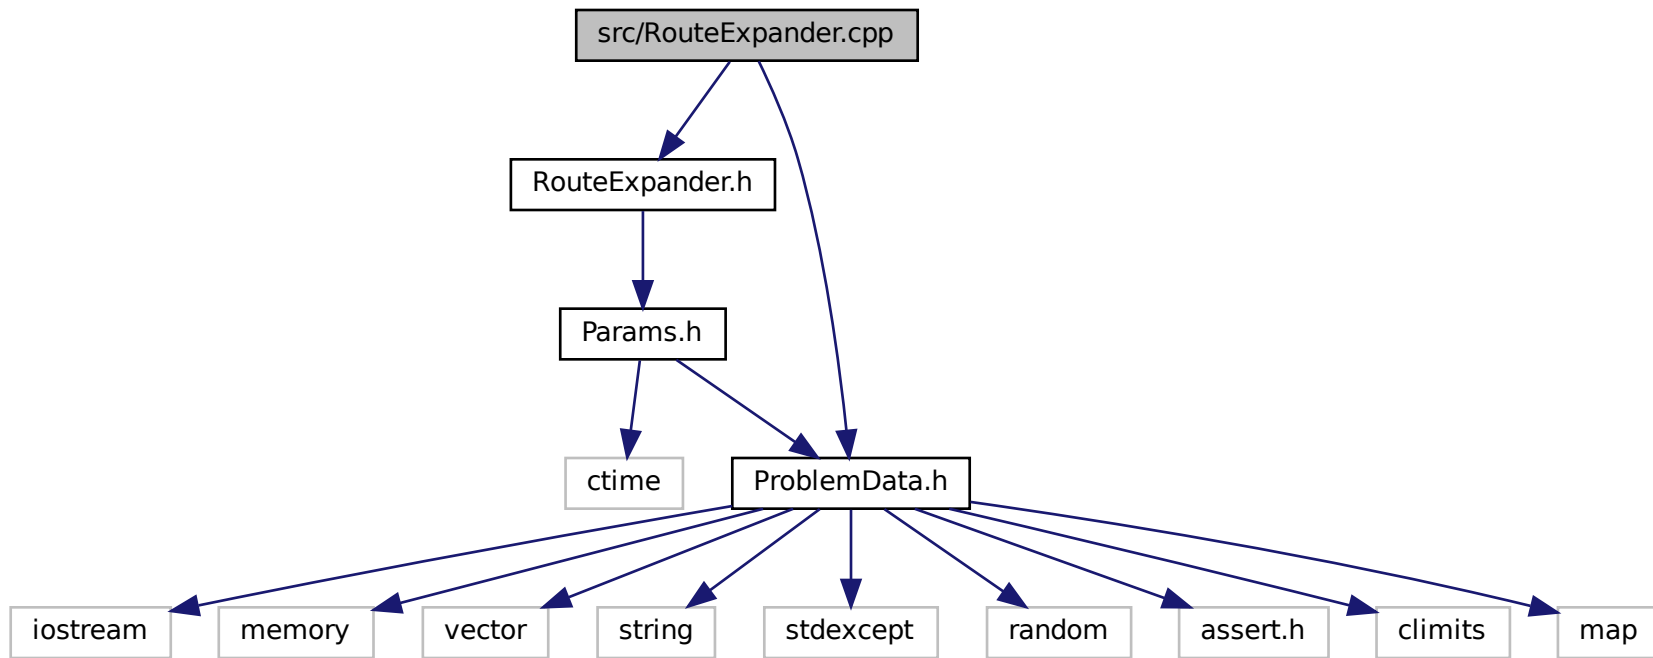 src/RouteExpander.cpp
RouteExpander.h
Params.h
ctime
ProblemData.h
iostream
memory
vector
string
stdexcept
random
assert.h
climits
map